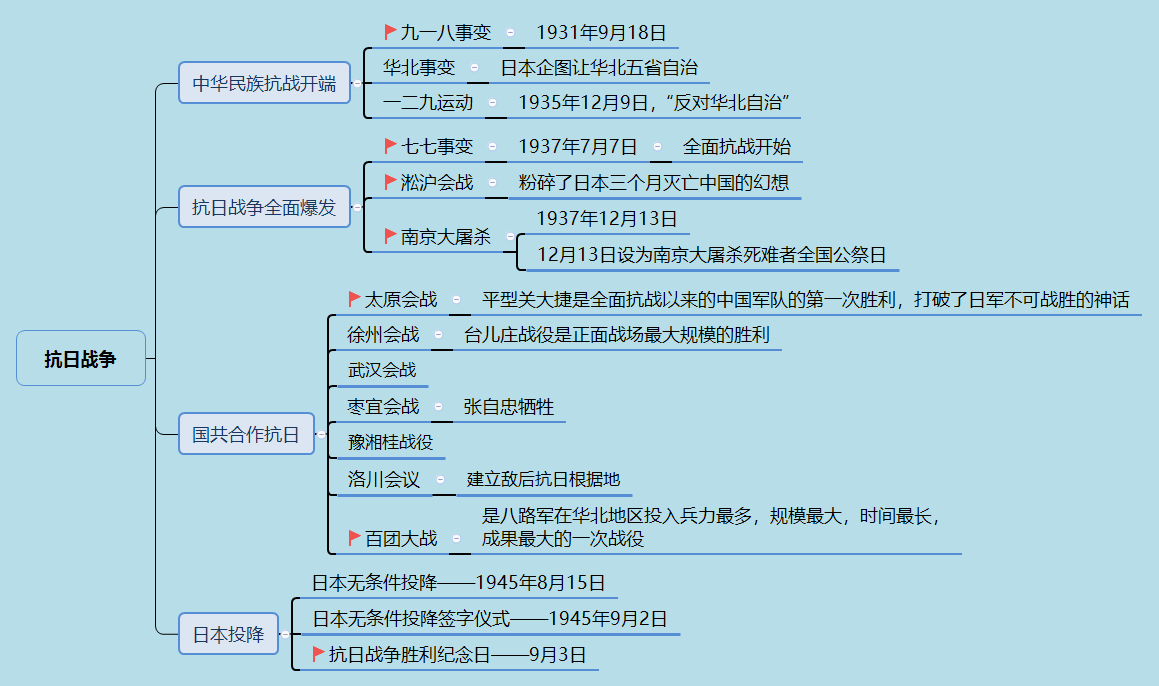 抗日战争
中华民族抗战开端
九一八事变
1931年9月18日
华北事变
日本企图让华北五省自治
一二九运动
1935年12月9日，“反对华北自治”
抗日战争全面爆发
七七事变
1937年7月7日
全面抗战开始
淞沪会战
粉碎了日本三个月灭亡中国的幻想
南京大屠杀
1937年12月13日
12月13日设为南京大屠杀死难者全国公祭日
国共合作抗日
太原会战
平型关大捷是全面抗战以来的中国军队的第一次胜利，打破了日军不可战胜的神话
徐州会战
台儿庄战役是正面战场最大规模的胜利
武汉会战
枣宜会战
张自忠牺牲
豫湘桂战役
洛川会议
建立敌后抗日根据地
百团大战
是八路军在华北地区投入兵力最多，规模最大，时间最长，
成果最大的一次战役
日本投降
日本无条件投降——1945年8月15日
日本无条件投降签字仪式——1945年9月2日
抗日战争胜利纪念日——9月3日